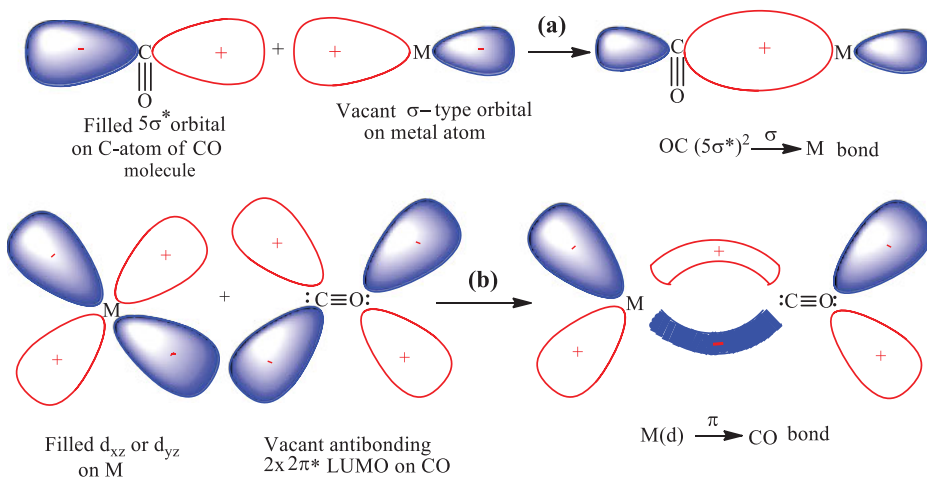 - C + + + M - (a) C + M -
O O
Filled 5σ* orbital
on C-atom of CO
molecule
Vacant σ-type orbital
on metal atom
OC (5σ*)² σ M bond
- + + - + - (b) - + -
M + :C≡O: M :C≡O:
+ - - + + - +
Filled dxz or dyz
on M
Vacant antibonding
2x 2π* LUMO on CO
M(d) π CO bond